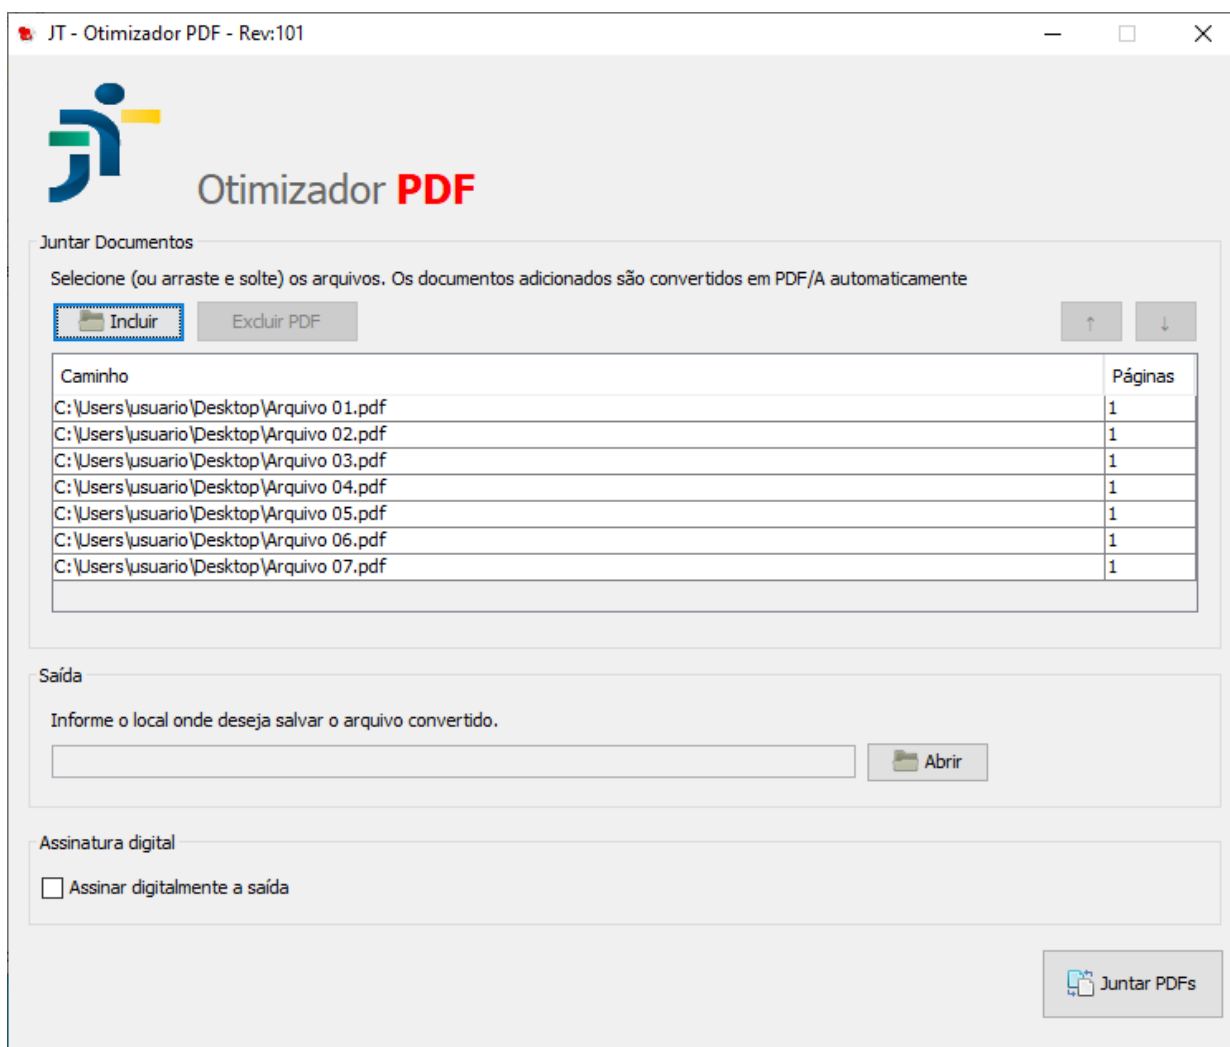 JT - Otimizador PDF - Rev:101
Otimizador PDF
Juntar Documentos
Selecione (ou arraste e solte) os arquivos. Os documentos adicionados são convertidos em PDF/A automaticamente
Incluir Excluir PDF ↑ ↓
Caminho Páginas
C:\Users\usuario\Desktop\Arquivo 01.pdf 1
C:\Users\usuario\Desktop\Arquivo 02.pdf 1
C:\Users\usuario\Desktop\Arquivo 03.pdf 1
C:\Users\usuario\Desktop\Arquivo 04.pdf 1
C:\Users\usuario\Desktop\Arquivo 05.pdf 1
C:\Users\usuario\Desktop\Arquivo 06.pdf 1
C:\Users\usuario\Desktop\Arquivo 07.pdf 1
Saída
Informe o local onde deseja salvar o arquivo convertido.
Abrir
Assinatura digital
Assinar digitalmente a saída
Juntar PDFs